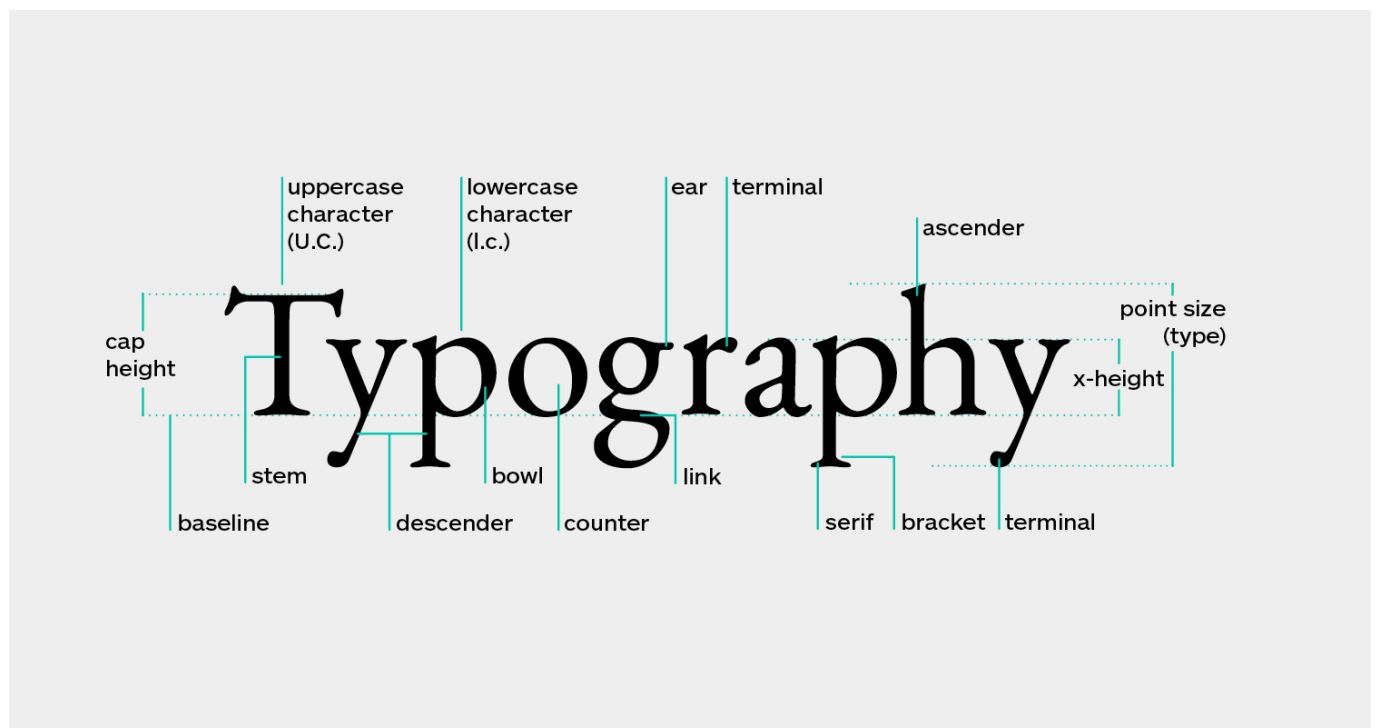 uppercase
character
(U.C.)
lowercase
character
(l.c.)
ear
terminal
ascender
Typography
cap
height
point size
(type)
x-height
stem
bowl
link
baseline
descender
counter
serif
bracket
terminal